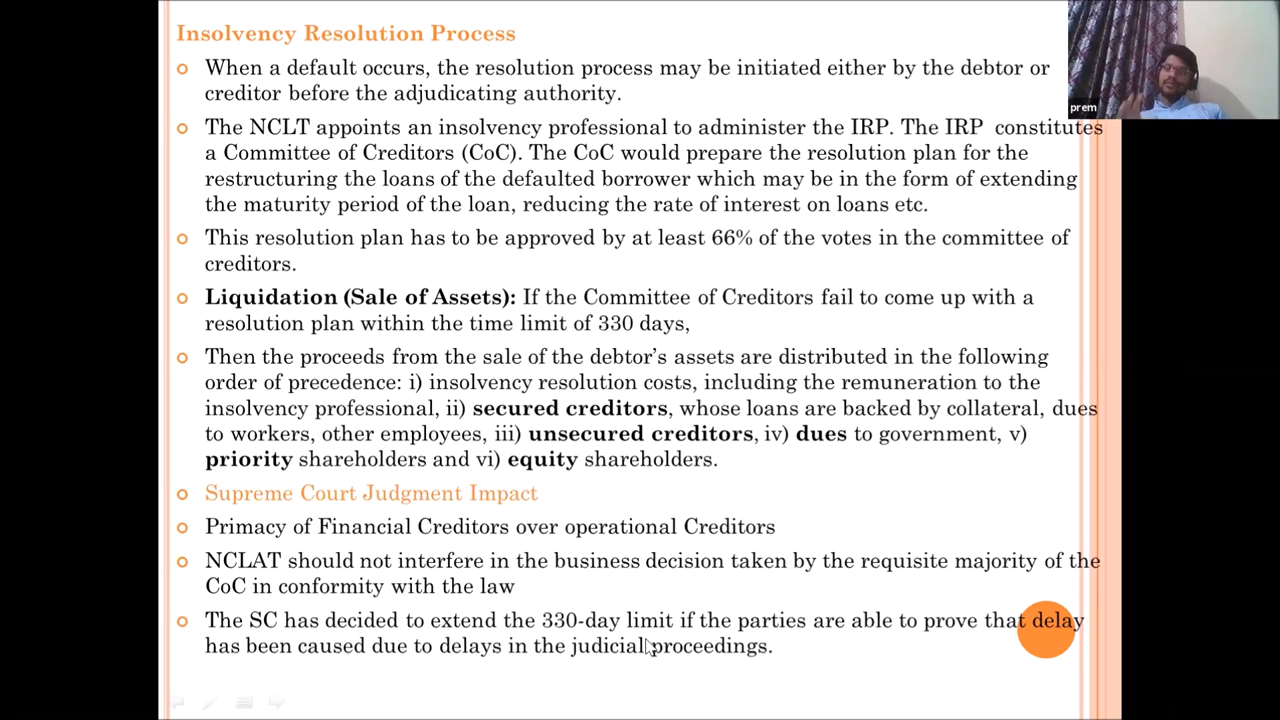 Insolvency Resolution Process
When a default occurs, the resolution process may be initiated either by the debtor or
creditor before the adjudicating authority.
prem
The NCLT appoints an insolvency professional to administer the IRP. The IRP constitutes
a Committee of Creditors (CoC). The CoC would prepare the resolution plan for the
restructuring the loans of the defaulted borrower which may be in the form of extending
the maturity period of the loan, reducing the rate of interest on loans etc.
This resolution plan has to be approved by at least 66% of the votes in the committee of
creditors.
Liquidation (Sale of Assets): If the Committee of Creditors fail to come up with a
resolution plan within the time limit of 330 days,
Then the proceeds from the sale of the debtor’s assets are distributed in the following
order of precedence: i) insolvency resolution costs, including the remuneration to the
insolvency professional, ii) secured creditors, whose loans are backed by collateral, dues
to workers, other employees, iii) unsecured creditors, iv) dues to government, v)
priority shareholders and vi) equity shareholders.
Supreme Court Judgment Impact
Primacy of Financial Creditors over operational Creditors
NCLAT should not interfere in the business decision taken by the requisite majority of the
CoC in conformity with the law
The SC has decided to extend the 330-day limit if the parties are able to prove that delay
has been caused due to delays in the judicial proceedings.